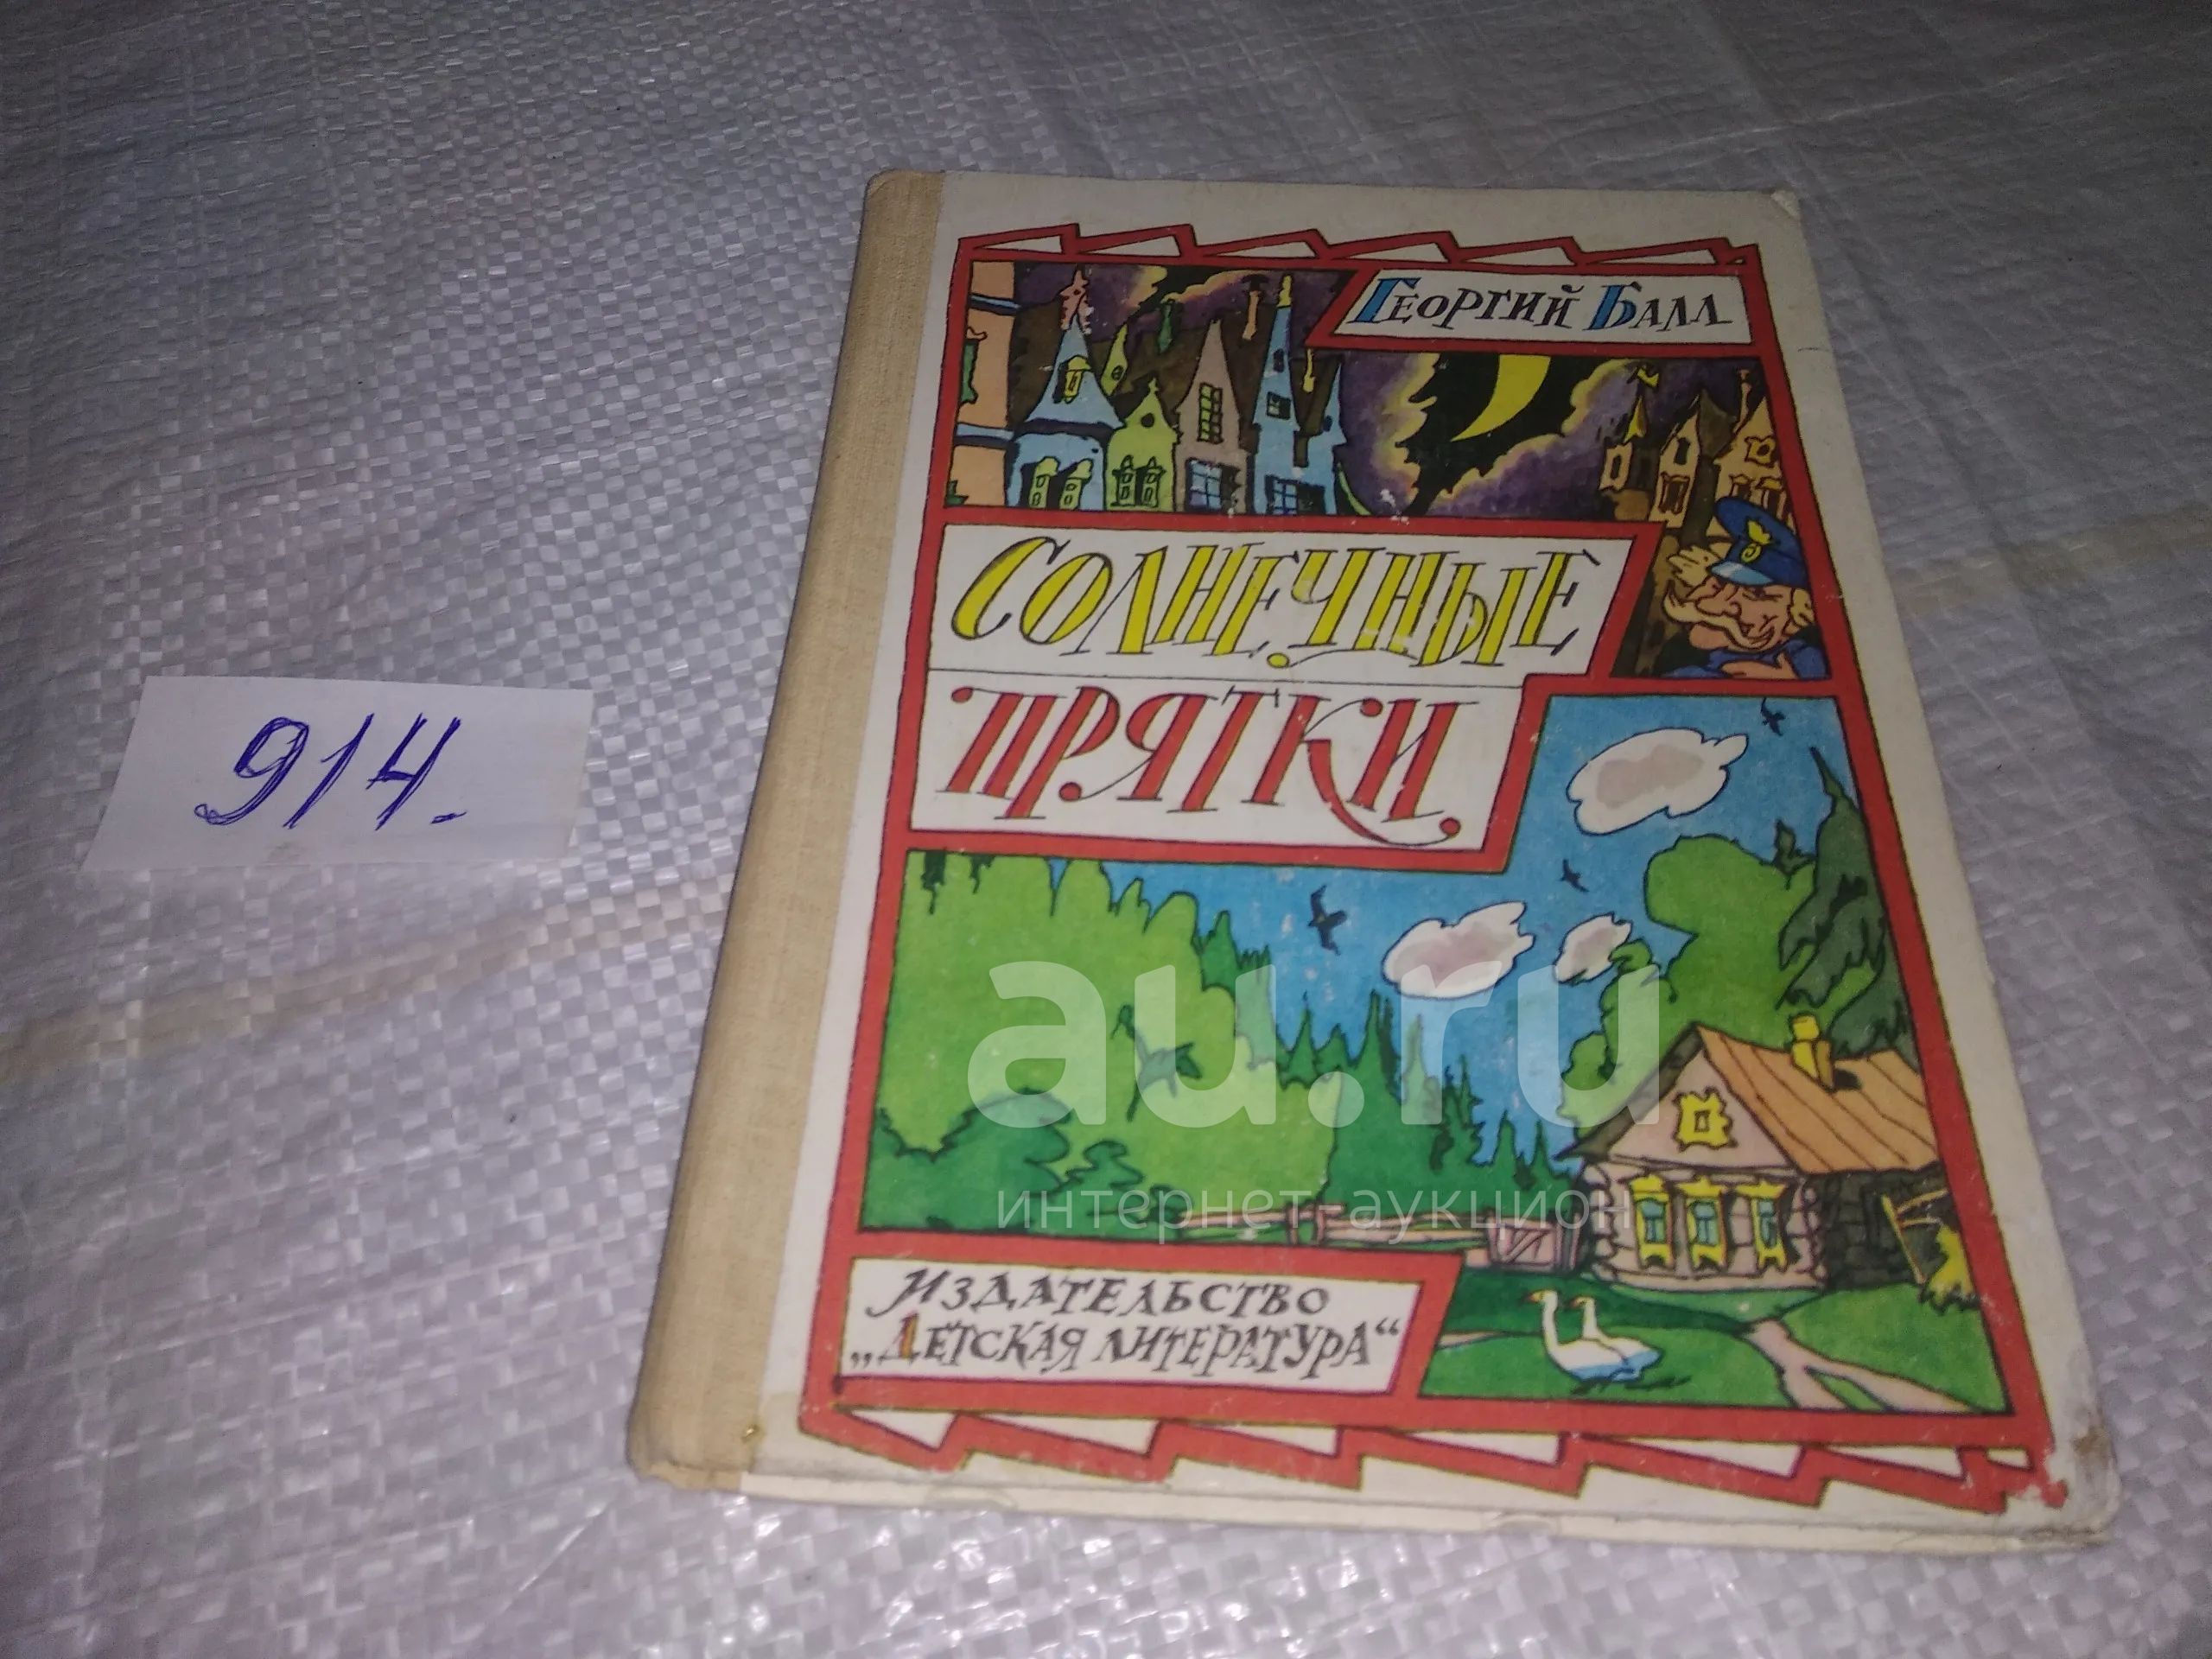 Георгий Балл
Солнечные
прятки
914.
au.ru
интернет-аукцион
Издательство
„Детская литература“